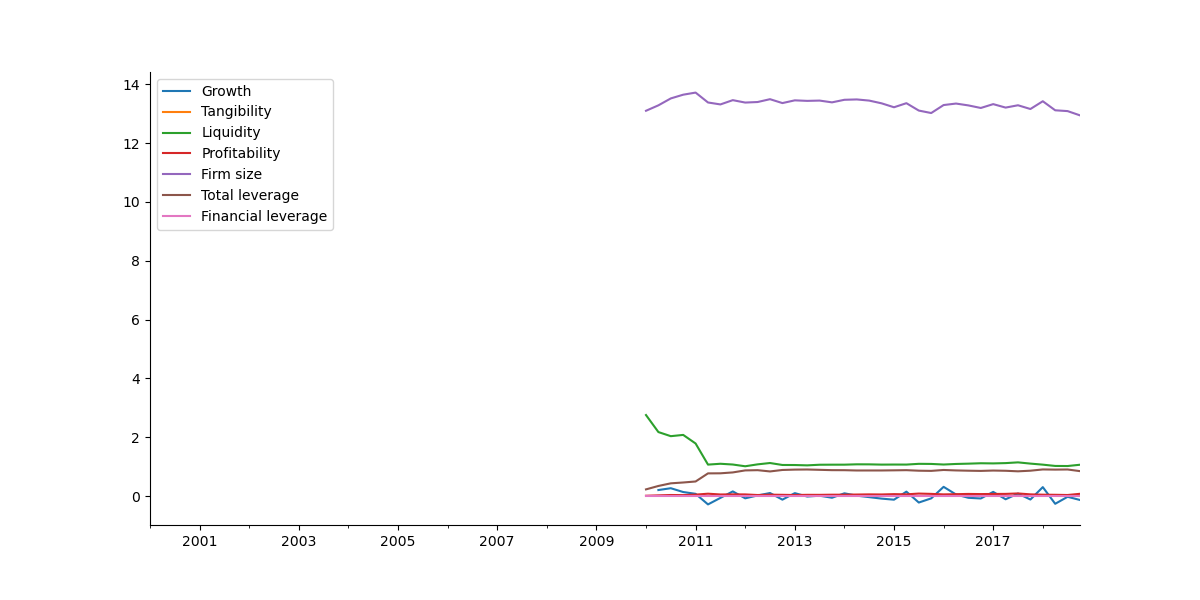 14
12
10
8
6
4
2
0
Growth
Tangibility
Liquidity
Profitability
Firm size
Total leverage
Financial leverage
2001 2003 2005 2007 2009 2011 2013 2015 2017